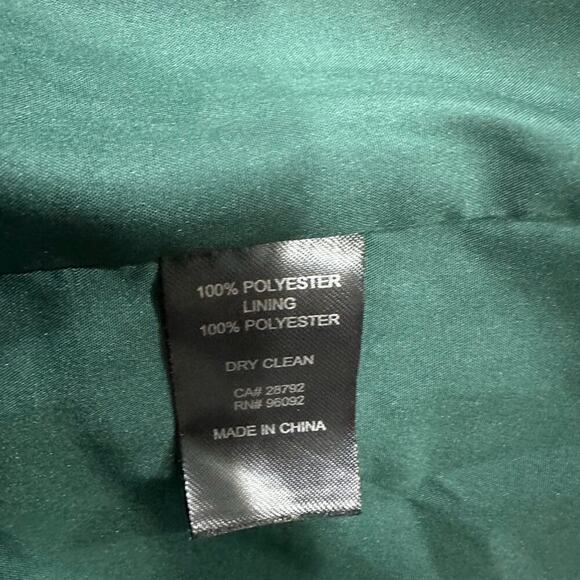 100% POLYESTER
LINING
100% POLYESTER
DRY CLEAN
CA# 28792
RN# 96092
MADE IN CHINA